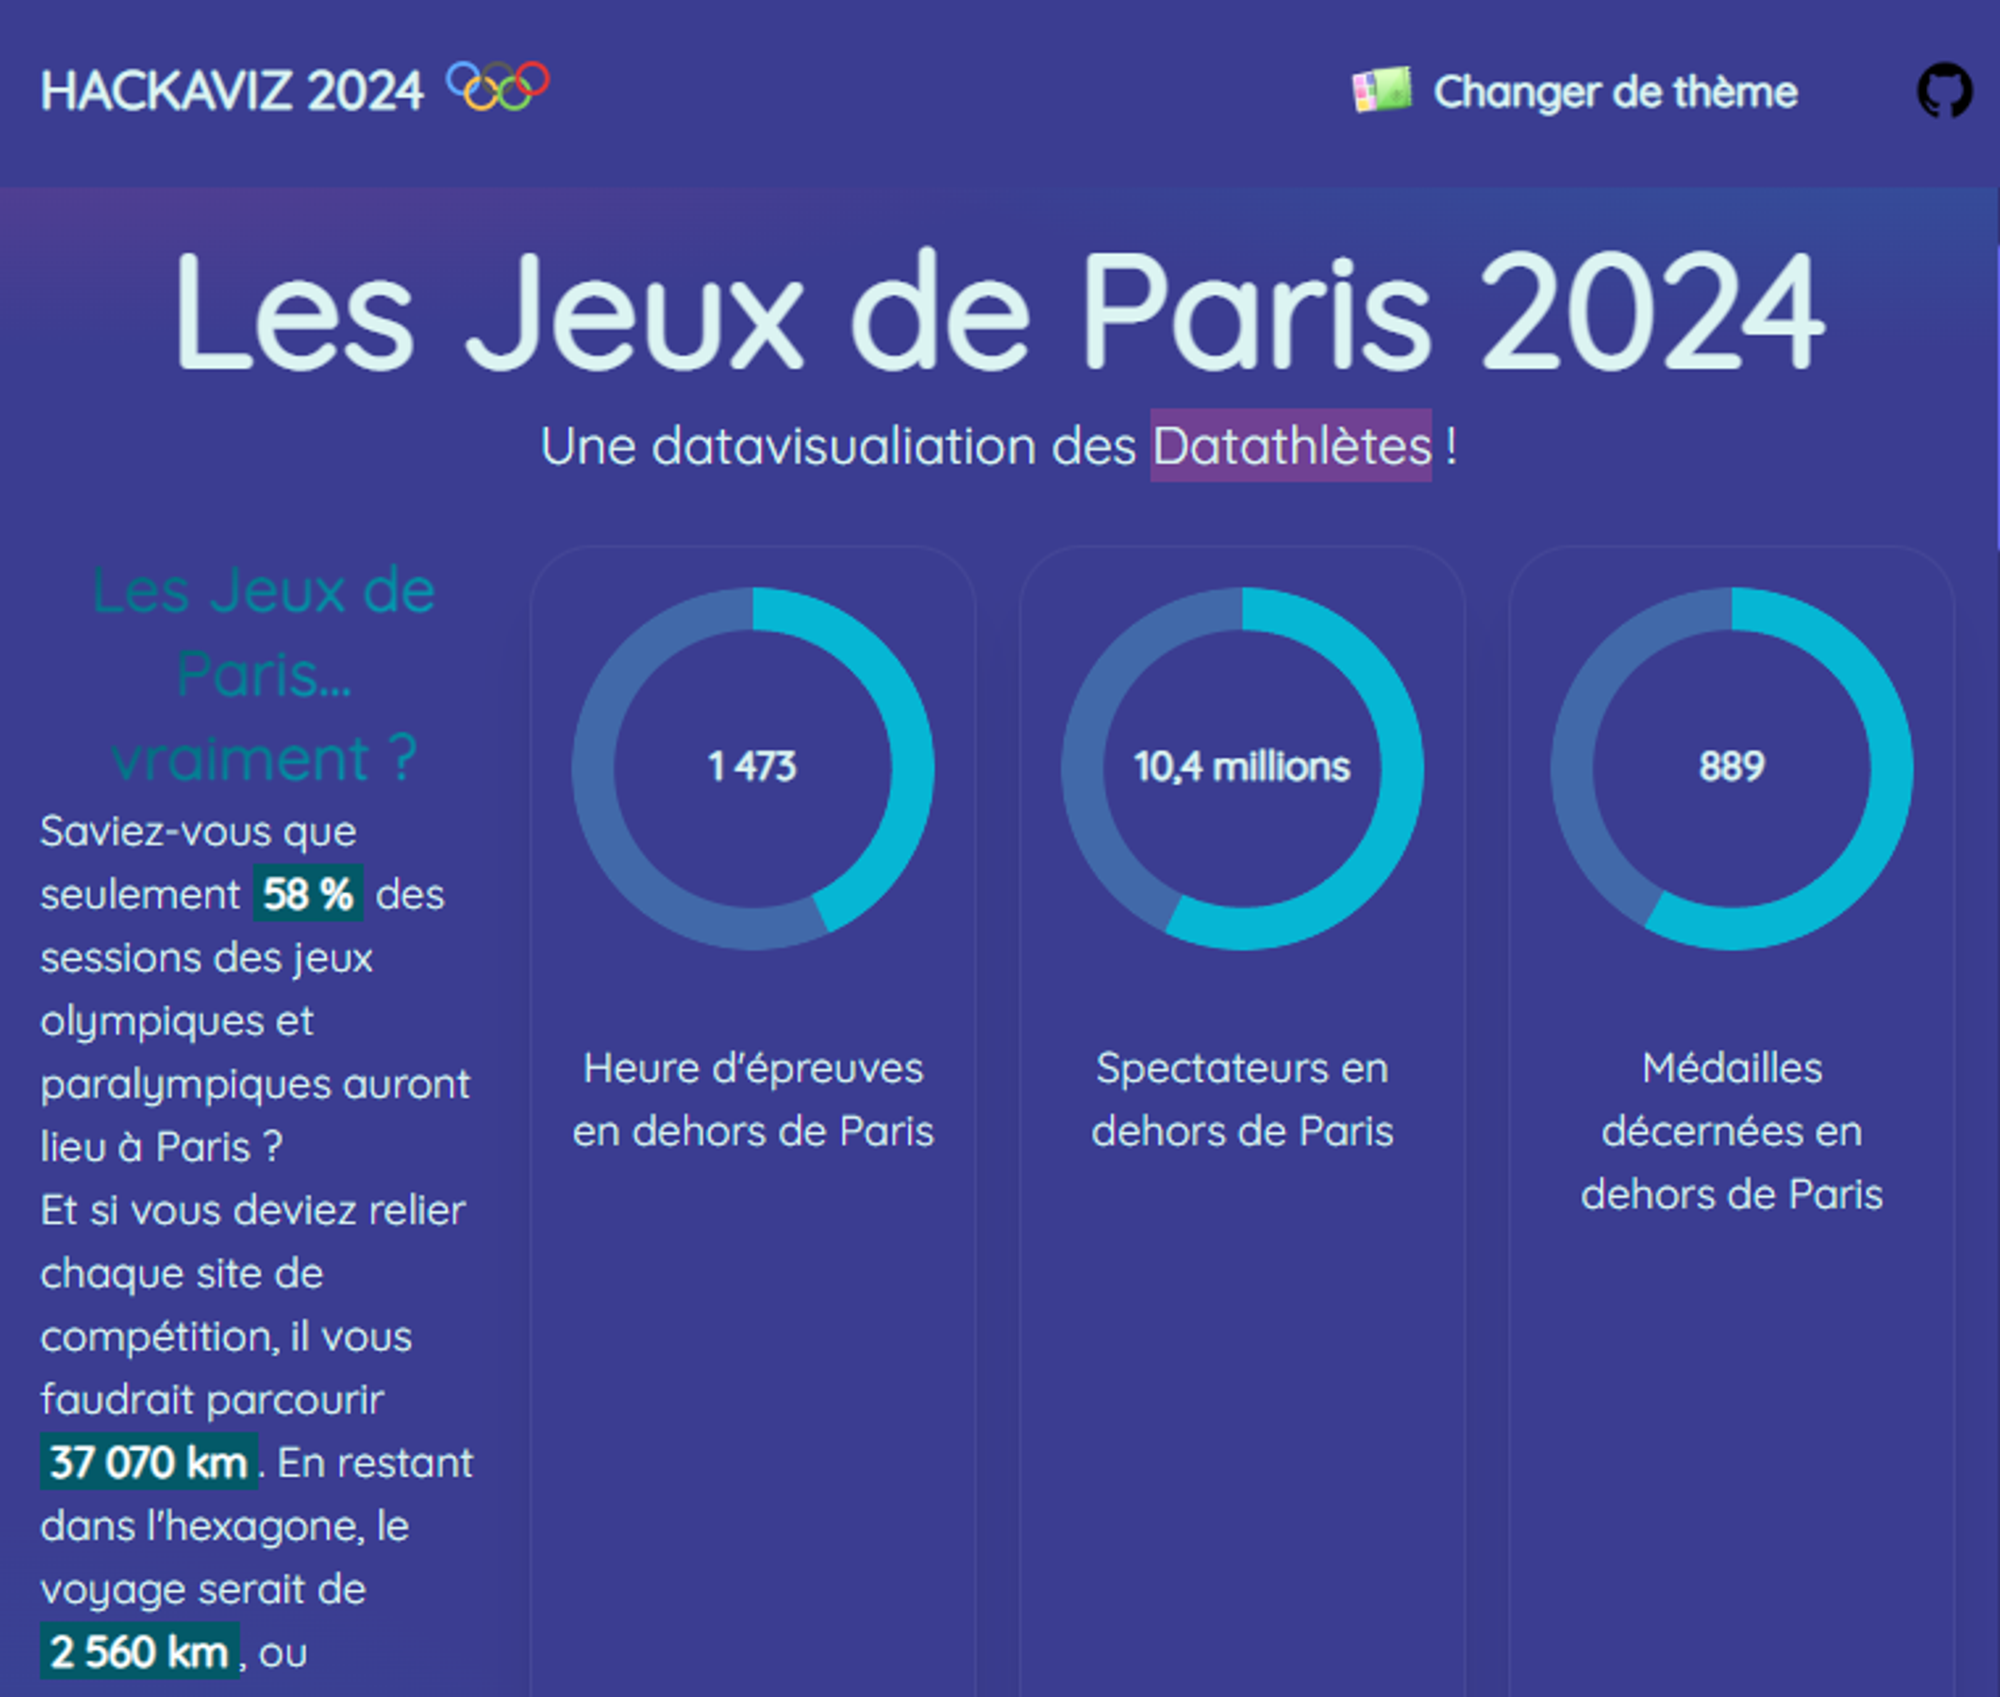 HACKAVIZ 2024
Changer de thème
Les Jeux de Paris 2024
Une datavisualiation des Datathlètes !
Les Jeux de
Paris...
vraiment ?
Saviez-vous que
seulement 58 % des
sessions des jeux
olympiques et
paralympiques auront
lieu à Paris ?
Et si vous deviez relier
chaque site de
compétition, il vous
faudrait parcourir
37 070 km . En restant
dans l'hexagone, le
voyage serait de
2 560 km , ou
1 473
Heure d'épreuves
en dehors de Paris
10,4 millions
Spectateurs en
dehors de Paris
889
Médailles
décernées en
dehors de Paris